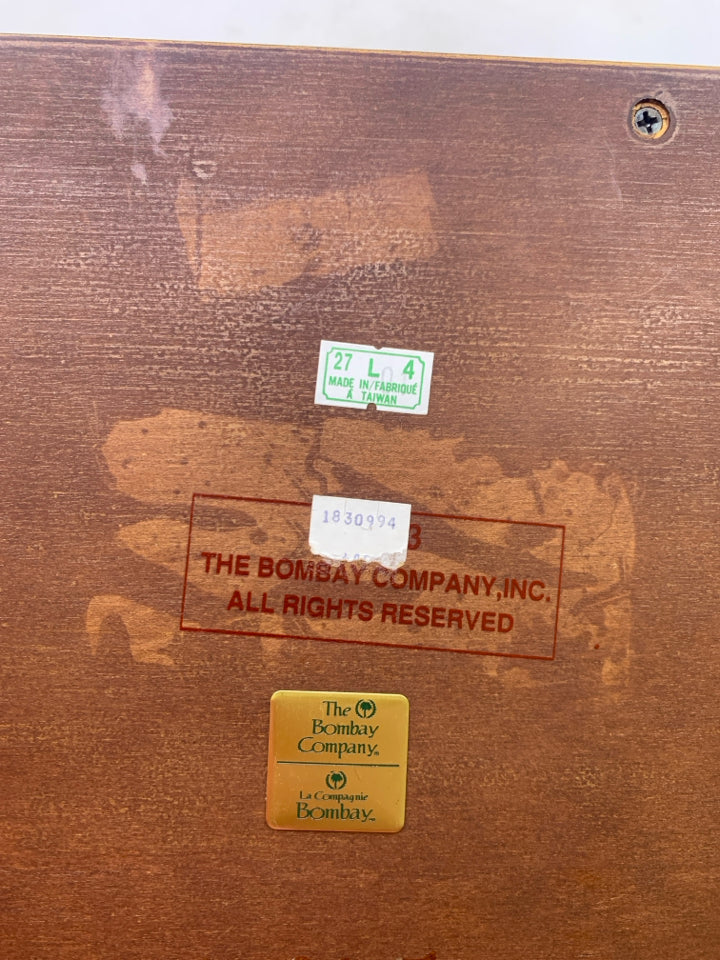 27 L 4
MADE IN/FABRIQUÉ
À TAIWAN
1830994
3
THE BOMBAY COMPANY,INC.
ALL RIGHTS RESERVED
The
Bombay
Company
La Compagnie
Bombay